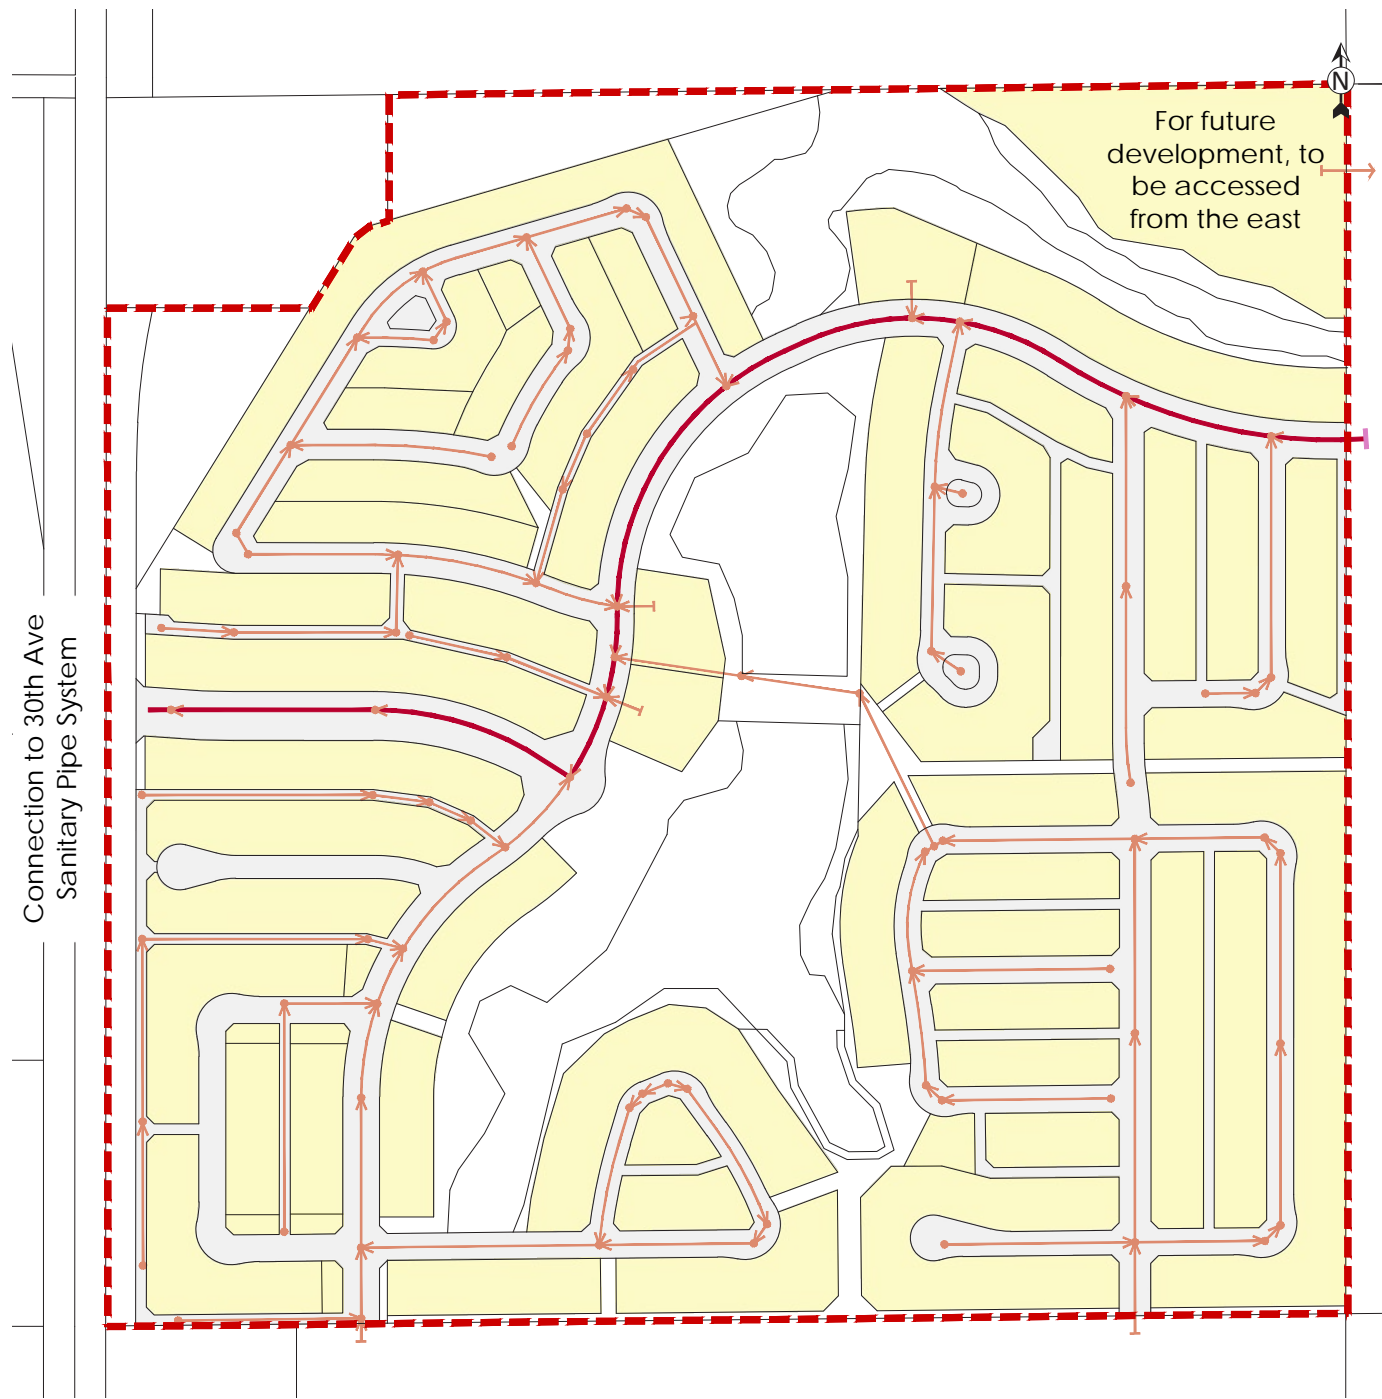 N
For future
development, to
be accessed
from the east
Connection to 30th Ave
Sanitary Pipe System